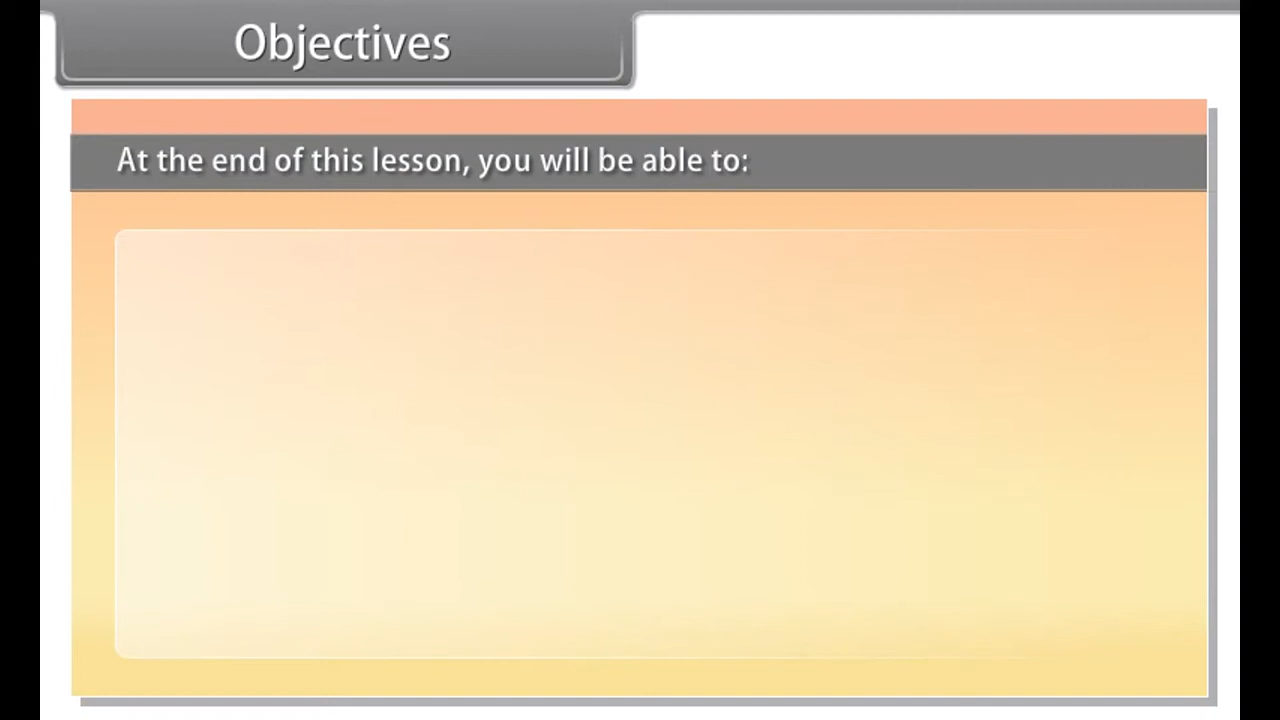 Objectives
At the end of this lesson, you will be able to: